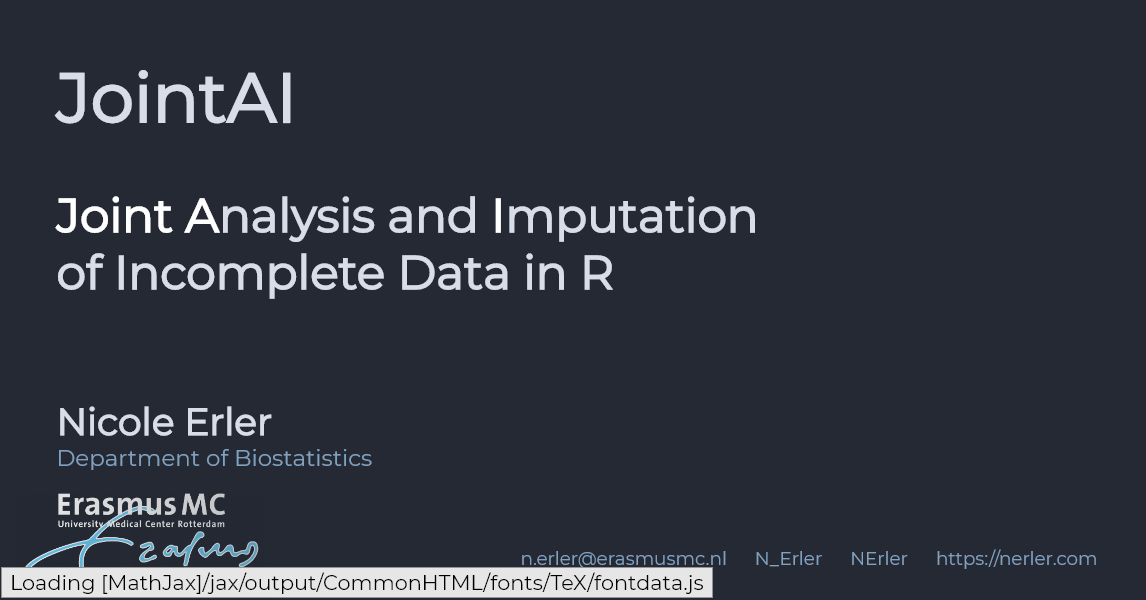 JointAI
Joint Analysis and Imputation
of Incomplete Data in R
Nicole Erler
Department of Biostatistics
Erasmus MC
University Medical Center Rotterdam
Erasmus
n.erler@erasmusmc.nl N_Erler NErler https://nerler.com
Loading [MathJax]/jax/output/CommonHTML/fonts/TeX/fontdata.js